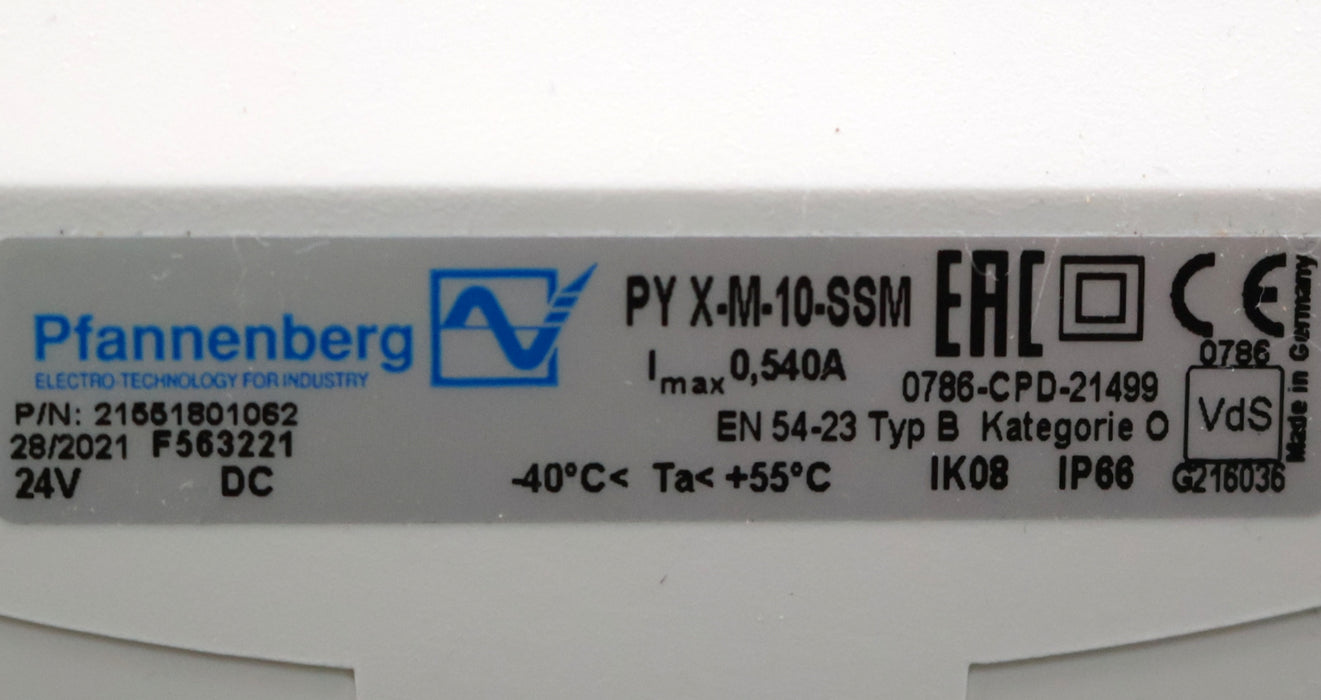 Pfannenberg
ELECTRO-TECHNOLOGY FOR INDUSTRY
P/N: 21551801062
28/2021 F563221
24V DC
PY X-M-10-SSM
Imax 0,540A
0786-CPD-21499
EN 54-23 Typ B Kategorie O
-40°C< Ta< +55°C
IK08 IP66
EAC
CE
0786
VdS
G216036
Made in Germany